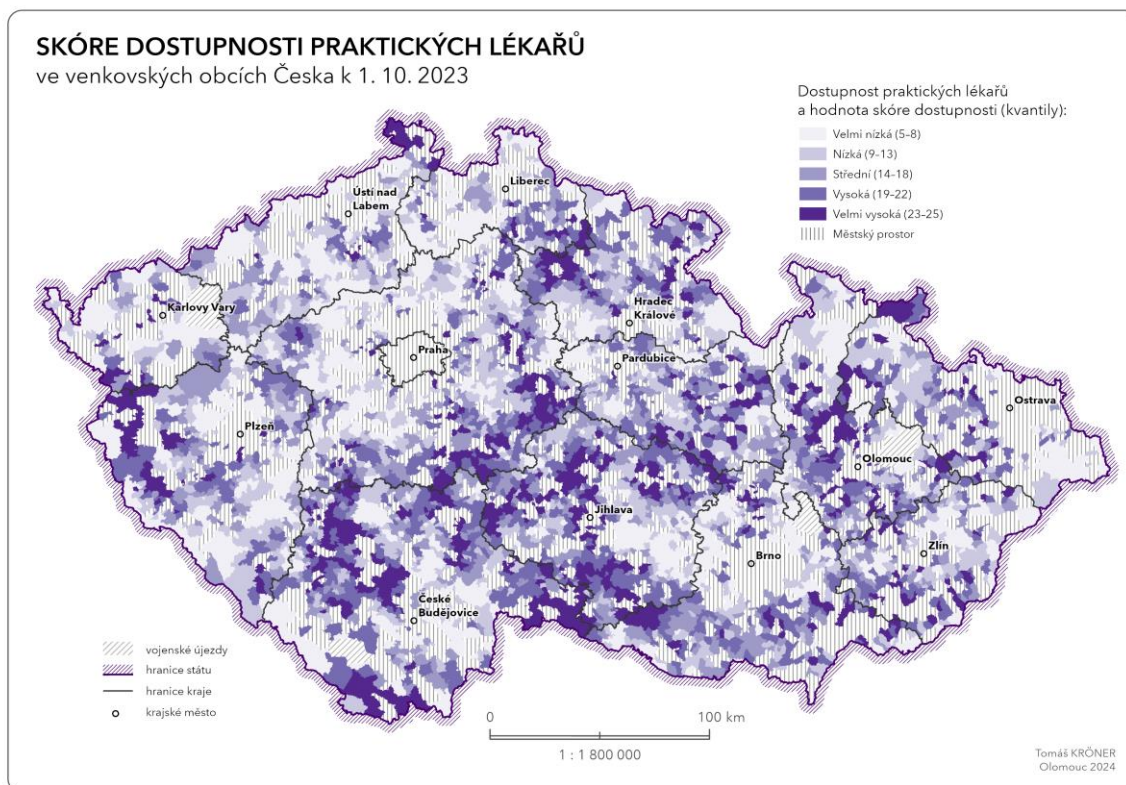 SKÓRE DOSTUPNOSTI PRAKTICKÝCH LÉKAŘŮ
ve venkovských obcích Česka k 1. 10. 2023
Dostupnost praktických lékařů
a hodnota skóre dostupnosti (kvantily):
Velmi nízká (5–8)
Nízká (9–13)
Střední (14–18)
Vysoká (19–22)
Velmi vysoká (23–25)
Městský prostor
Liberec
Ústí nad
Labem
Karlovy Vary
Hradec
Králové
Praha
Pardubice
Ostrava
Plzeň
Olomouc
Jihlava
Zlín
Brno
České
Budějovice
vojenské újezdy
hranice státu
hranice kraje
krajské město
0 100 km
1 : 1 800 000
Tomáš KRÖNER
Olomouc 2024